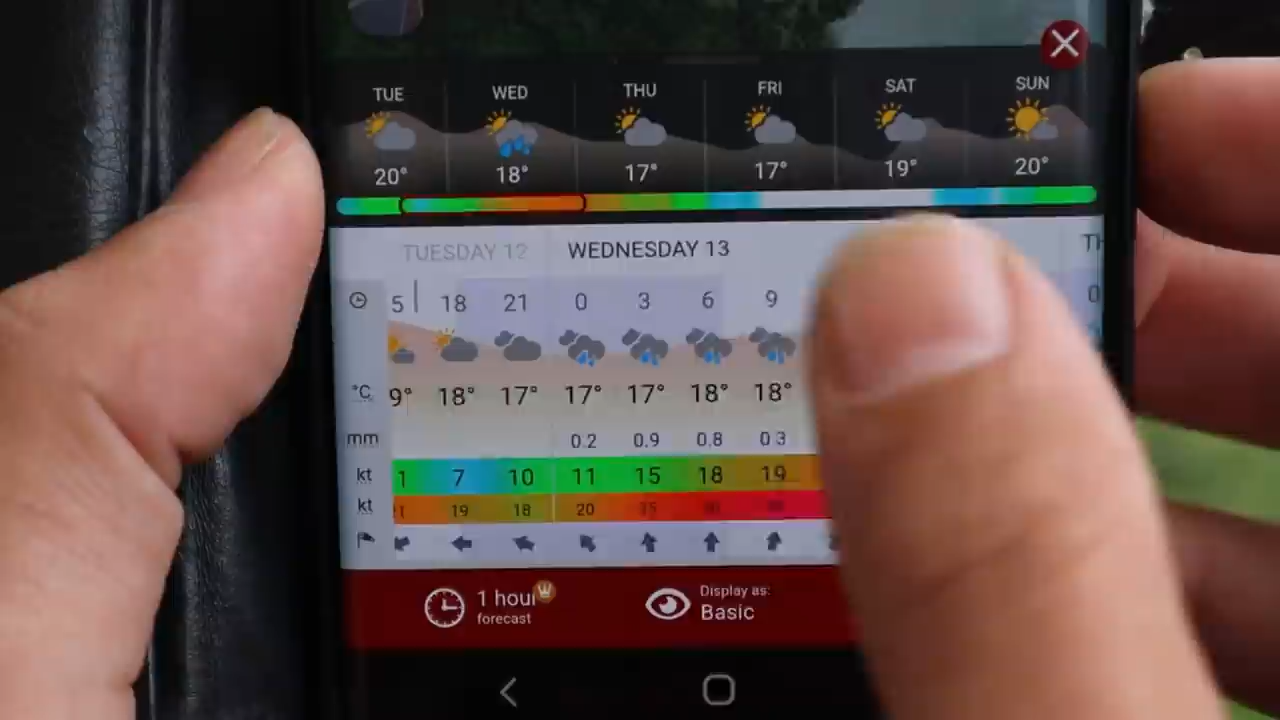 TUE WED THU FRI SAT SUN
20° 18° 17° 17° 19° 20°
TUESDAY 12 WEDNESDAY 13
5 18 21 0 3 6 9 0
°C 9° 18° 17° 17° 17° 18° 18°
mm 0.2 0.9 0.8 0 3
kt 1 7 10 11 15 18 19
kt 19 18 20
1 hour
forecast
Display as:
Basic